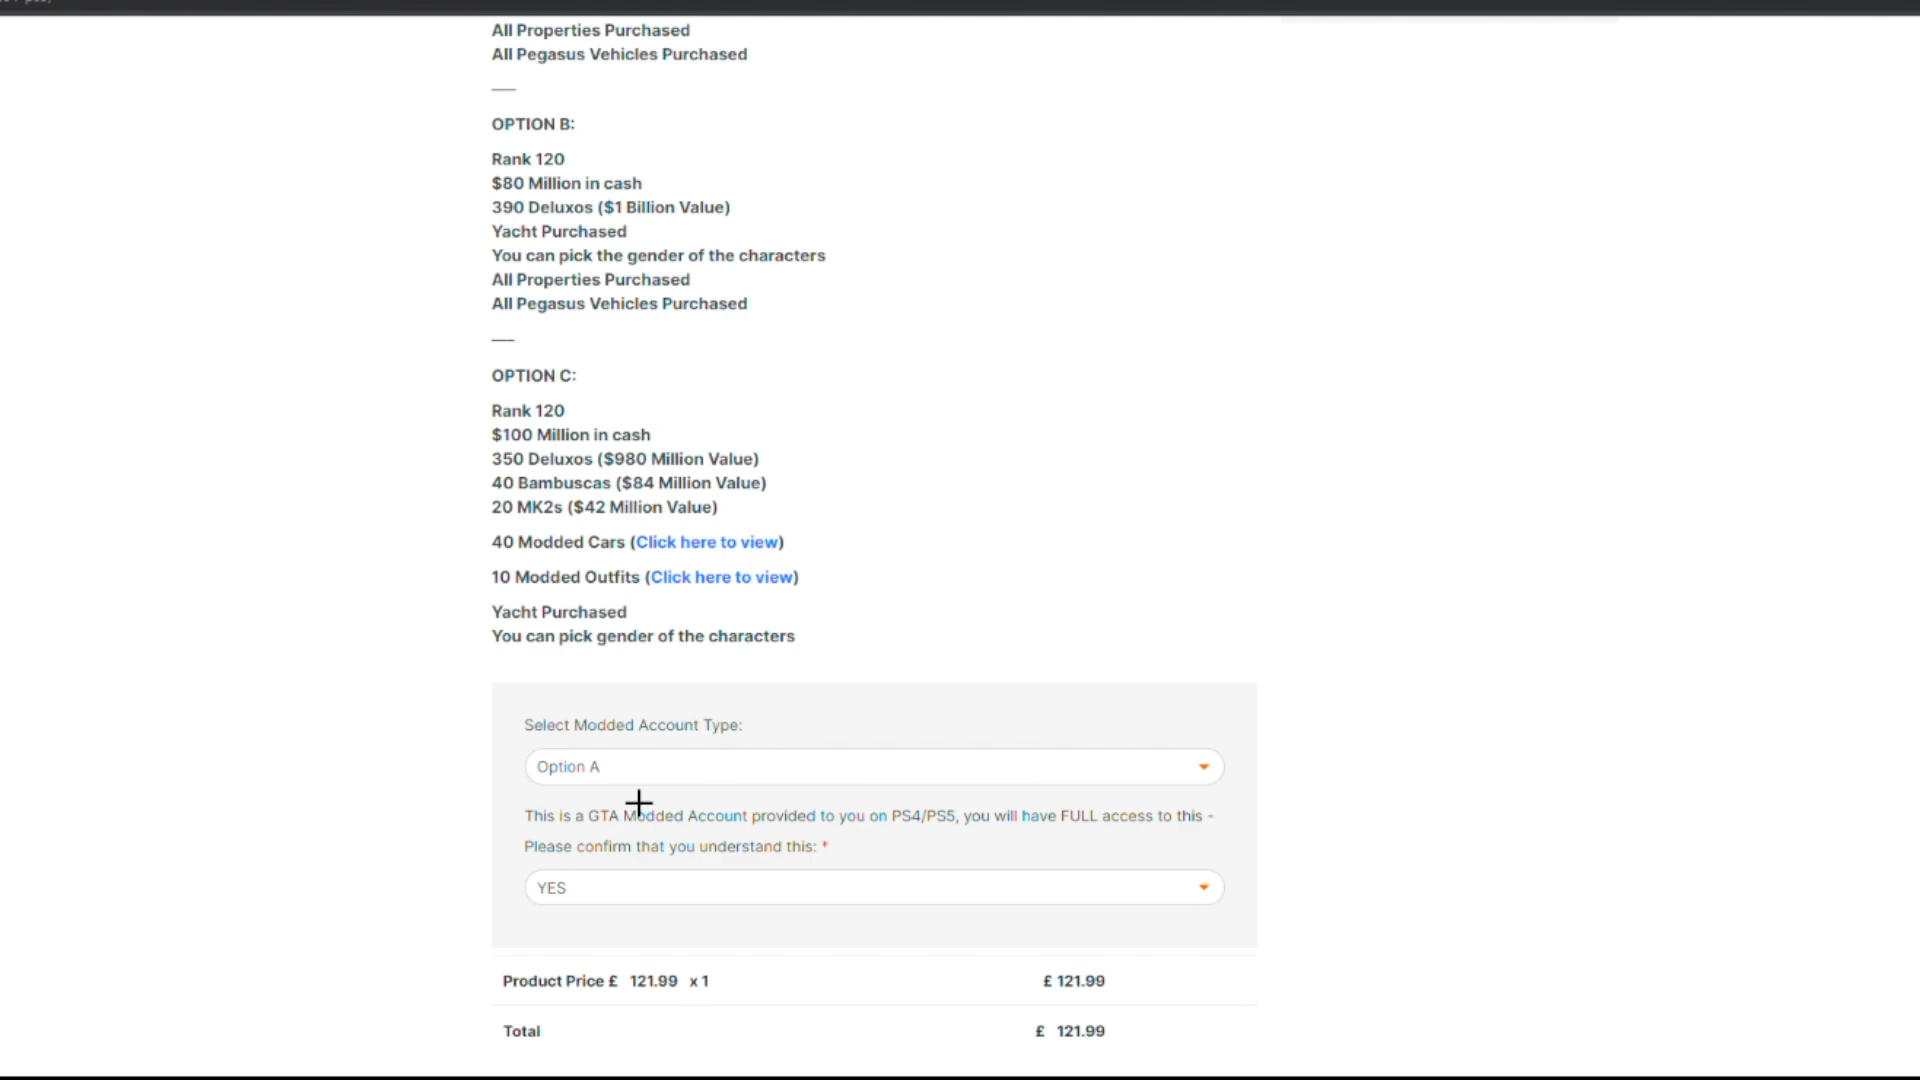 All Properties Purchased
All Pegasus Vehicles Purchased
OPTION B:
Rank 120
$80 Million in cash
390 Deluxos ($1 Billion Value)
Yacht Purchased
You can pick the gender of the characters
All Properties Purchased
All Pegasus Vehicles Purchased
OPTION C:
Rank 120
$100 Million in cash
350 Deluxos ($980 Million Value)
40 Bambuscas ($84 Million Value)
20 MK2s ($42 Million Value)
40 Modded Cars (Click here to view)
10 Modded Outfits (Click here to view)
Yacht Purchased
You can pick gender of the characters
Select Modded Account Type:
Option A
This is a GTA Modded Account provided to you on PS4/PS5, you will have FULL access to this -
Please confirm that you understand this: *
YES
Product Price £ 121.99 x 1 £ 121.99
Total £ 121.99